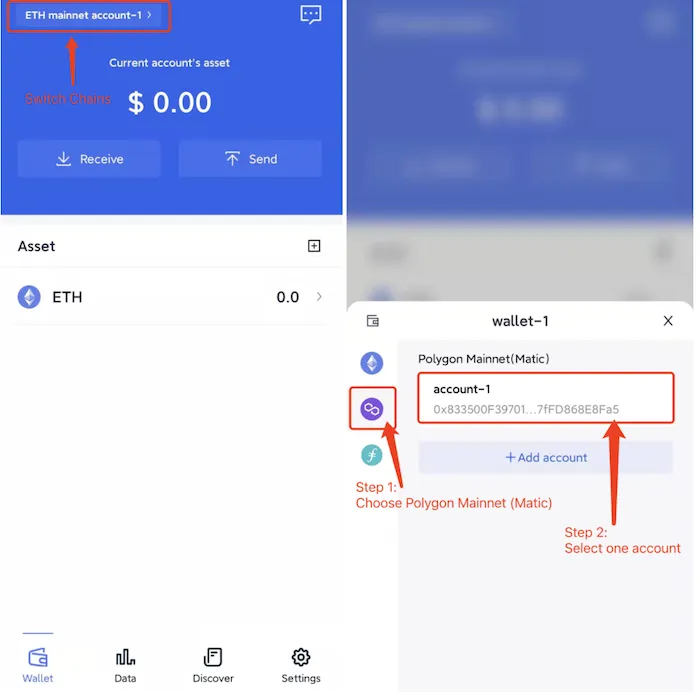 ETH mainnet account-1 >
Switch Chains
Current account's asset
$ 0.00
Receive
Send
Asset
ETH
0.0 >
Wallet
Data
Discover
Settings
wallet-1
Polygon Mainnet(Matic)
account-1
0x833500F39701...7fFD868E8Fa5
+Add account
Step 1:
Choose Polygon Mainnet (Matic)
Step 2:
Select one account